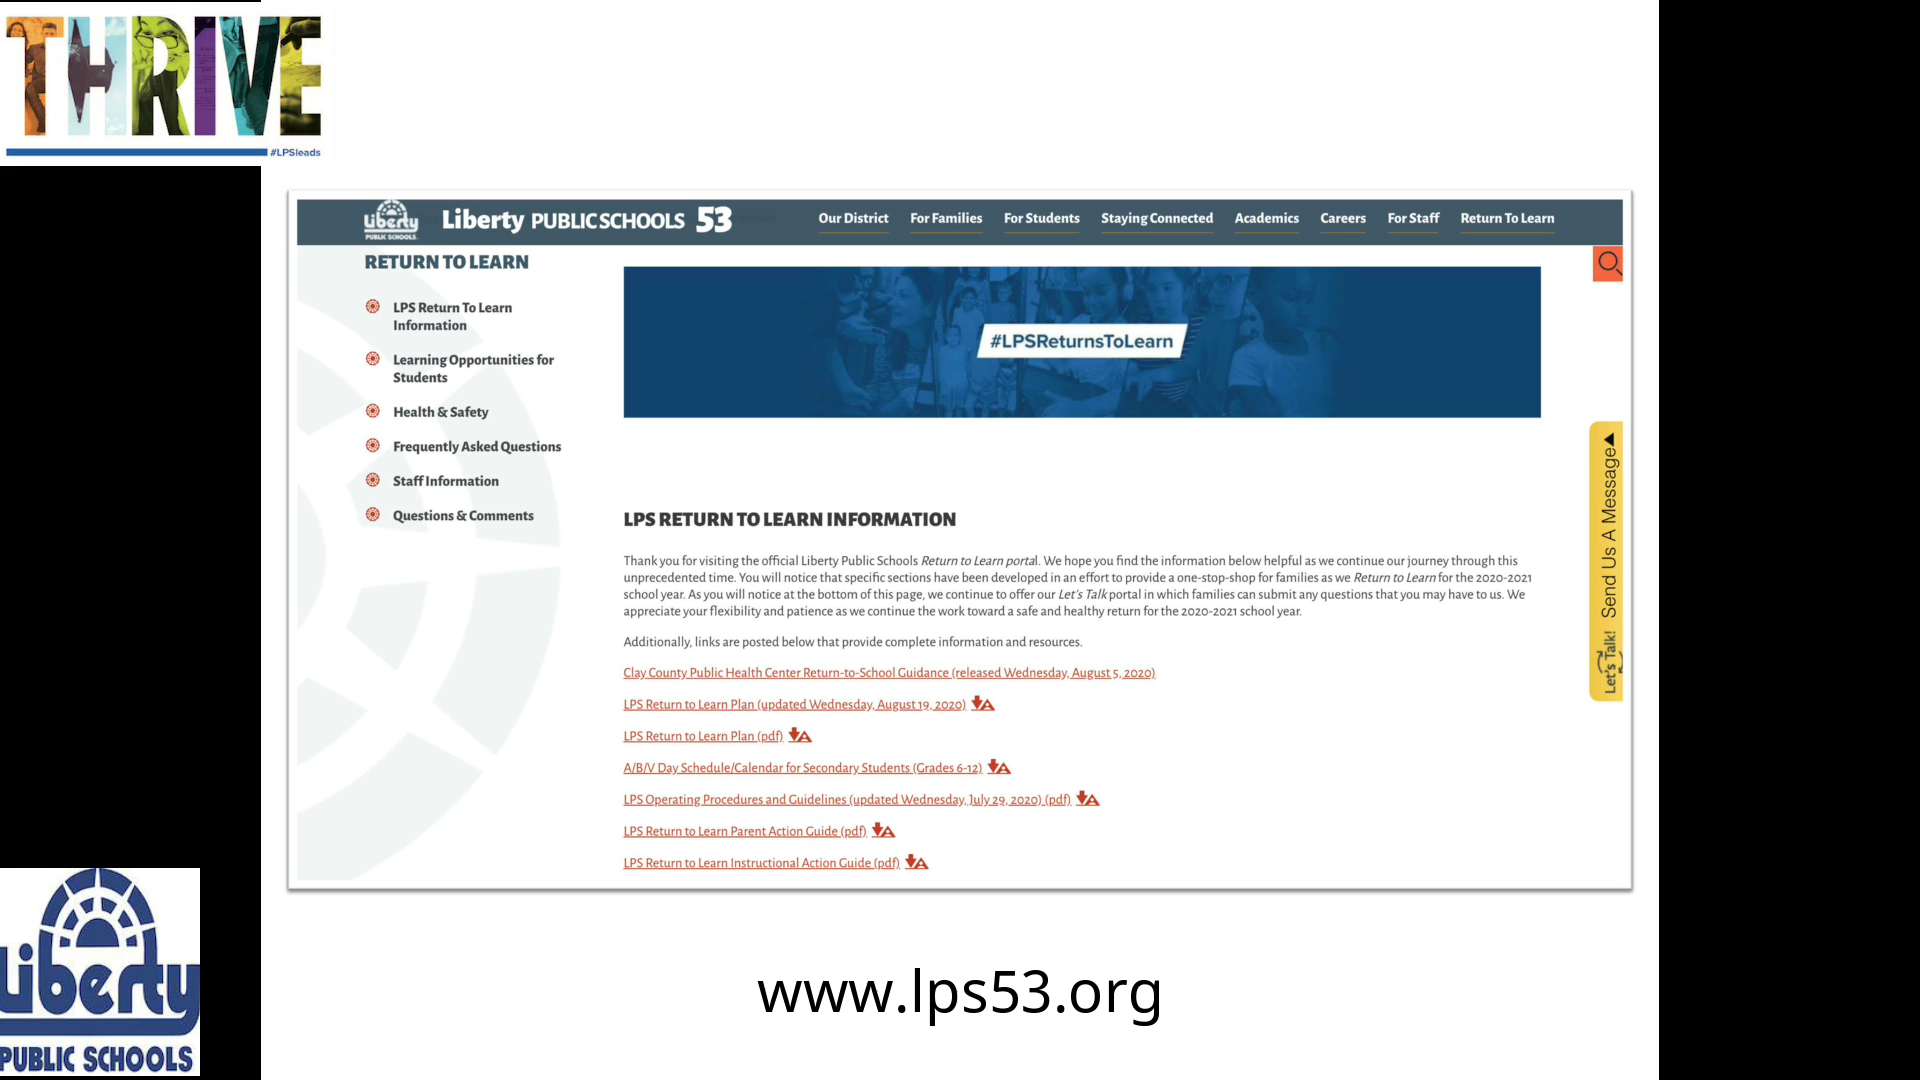 THRIVE
#LPSleads
Liberty
PUBLIC SCHOOLS.
Liberty PUBLIC SCHOOLS 53
Our District
For Families
For Students
Staying Connected
Academics
Careers
For Staff
Return To Learn
RETURN TO LEARN
LPS Return To Learn
Information
Learning Opportunities for
Students
Health & Safety
Frequently Asked Questions
Staff Information
Questions & Comments
#LPSReturnsToLearn
LPS RETURN TO LEARN INFORMATION
Thank you for visiting the official Liberty Public Schools Return to Learn portal. We hope you find the information below helpful as we continue our journey through this
unprecedented time. You will notice that specific sections have been developed in an effort to provide a one-stop-shop for families as we Return to Learn for the 2020-2021
school year. As you will notice at the bottom of this page, we continue to offer our Let's Talk portal in which families can submit any questions that you may have to us. We
appreciate your flexibility and patience as we continue the work toward a safe and healthy return for the 2020-2021 school year.
Additionally, links are posted below that provide complete information and resources.
Clay County Public Health Center Return-to-School Guidance (released Wednesday, August 5, 2020)
LPS Return to Learn Plan (updated Wednesday, August 19, 2020)
LPS Return to Learn Plan (pdf)
A/B/V Day Schedule/Calendar for Secondary Students (Grades 6-12)
LPS Operating Procedures and Guidelines (updated Wednesday, July 29, 2020) (pdf)
LPS Return to Learn Parent Action Guide (pdf)
LPS Return to Learn Instructional Action Guide (pdf)
Let's Talk! Send Us A Message
Liberty
PUBLIC SCHOOLS
www.lps53.org